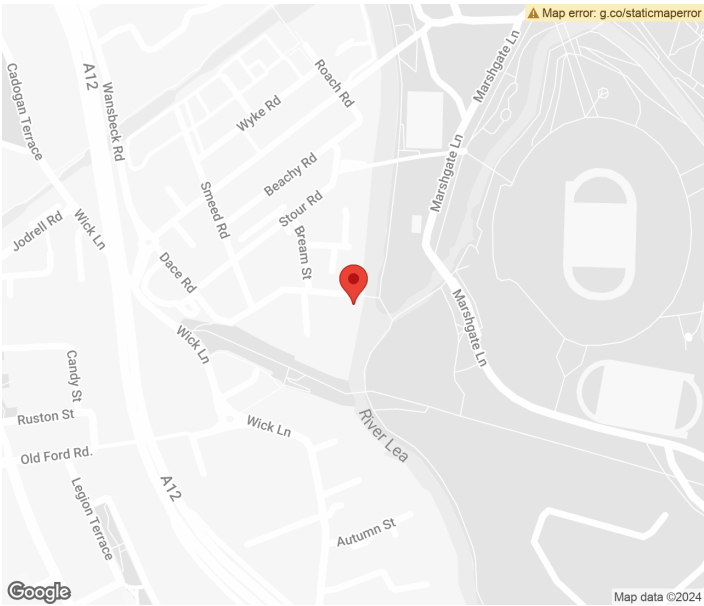 Map error: g.co/staticmaperror
A12
Wansbeck Rd
Cadogan Terrace
Roach Rd
Marshgate Ln
Wyke Rd
Marshgate Ln
Beachy Rd
Smeed Rd
Stour Rd
Jodrell Rd
Wick Ln
Bream St
Dace Rd
Marshgate Ln
Wick Ln
Candy St
Ruston St
Wick Ln
River Lea
Old Ford Rd.
A12
Legion Terrace
Autumn St
Google
Map data ©2024